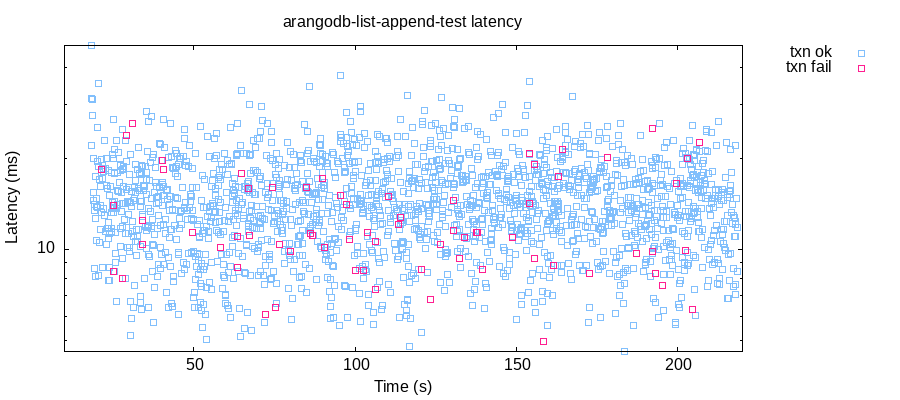 arangodb-list-append-test latency
txn ok
txn fail
Latency (ms)
10
50
100
150
200
Time (s)